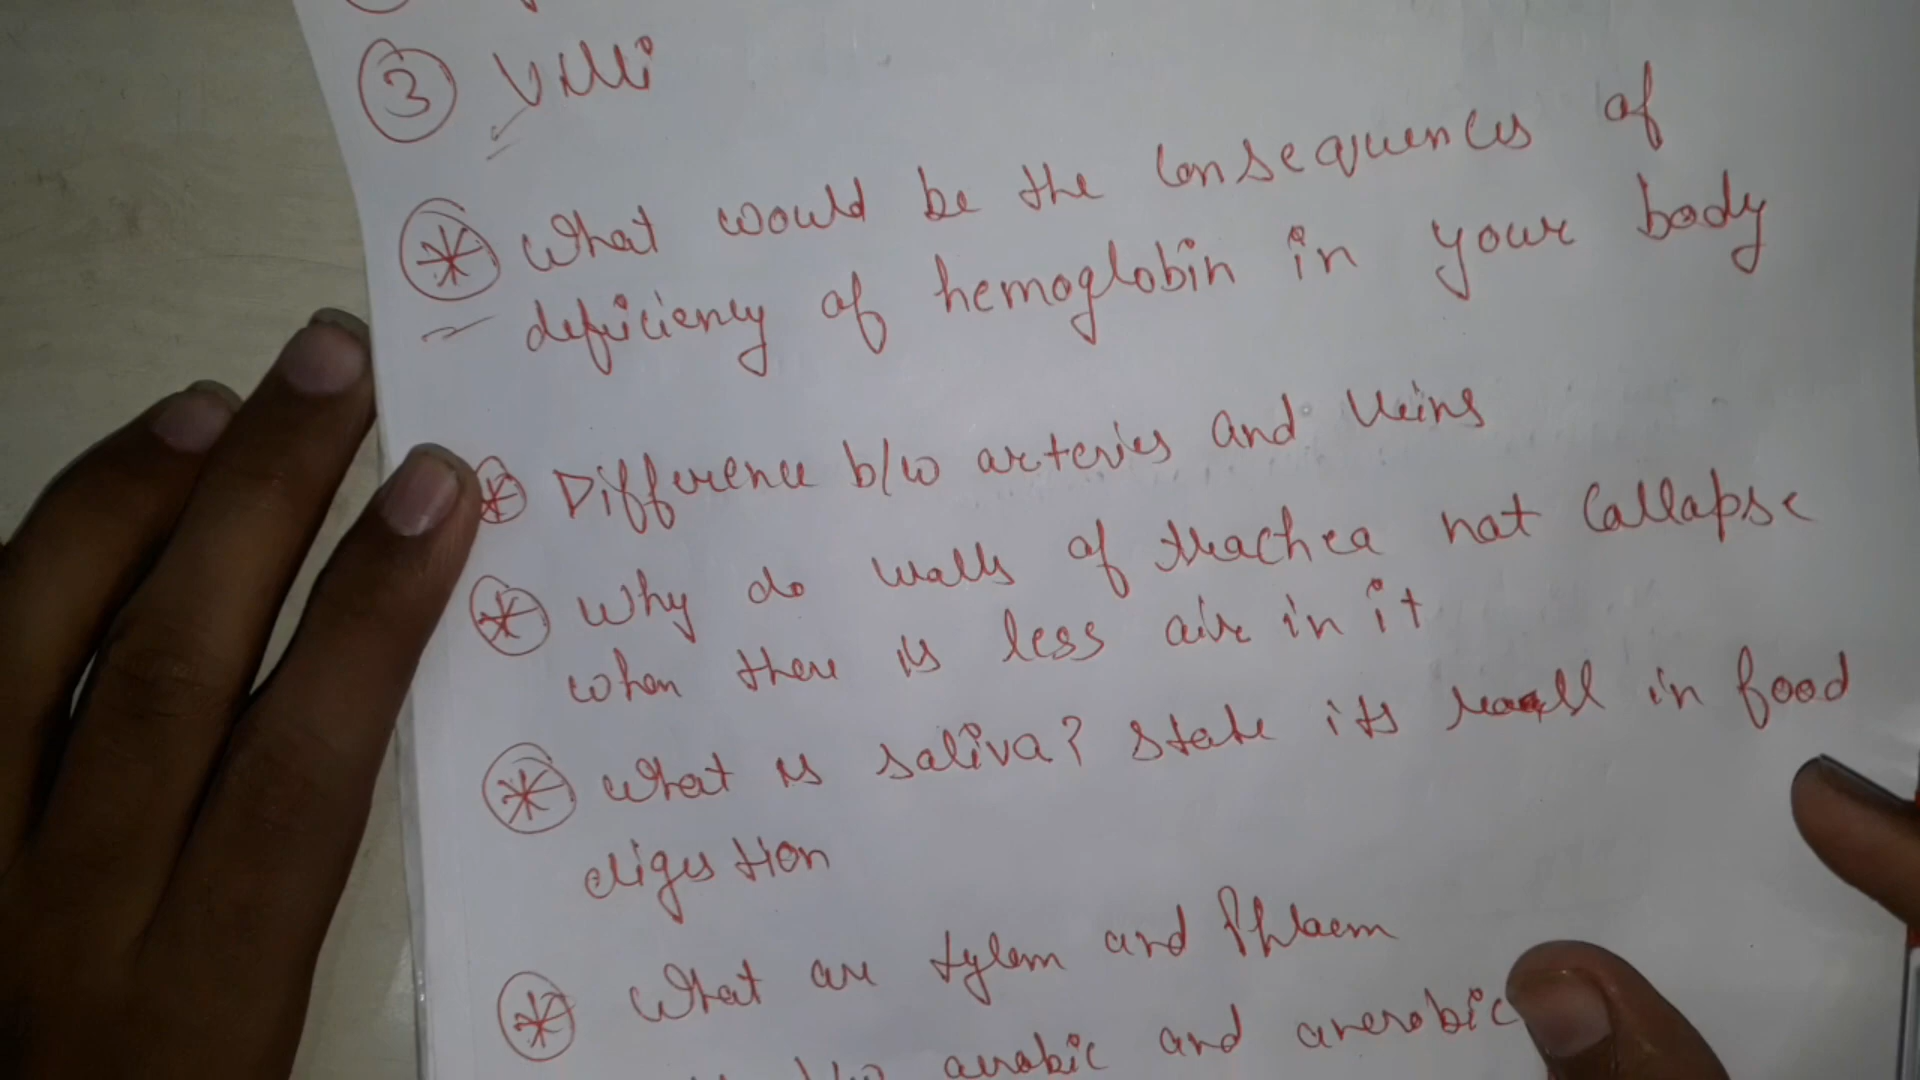 3 Villi
What would be the consequences of
deficiency of hemoglobin in your body
Difference b/w arteries and veins
Why do walls of trachea not collapse
when there is less air in it
What is saliva? State its in food
digestion
What are xylem and Phloem
b/w aerobic and anerobic